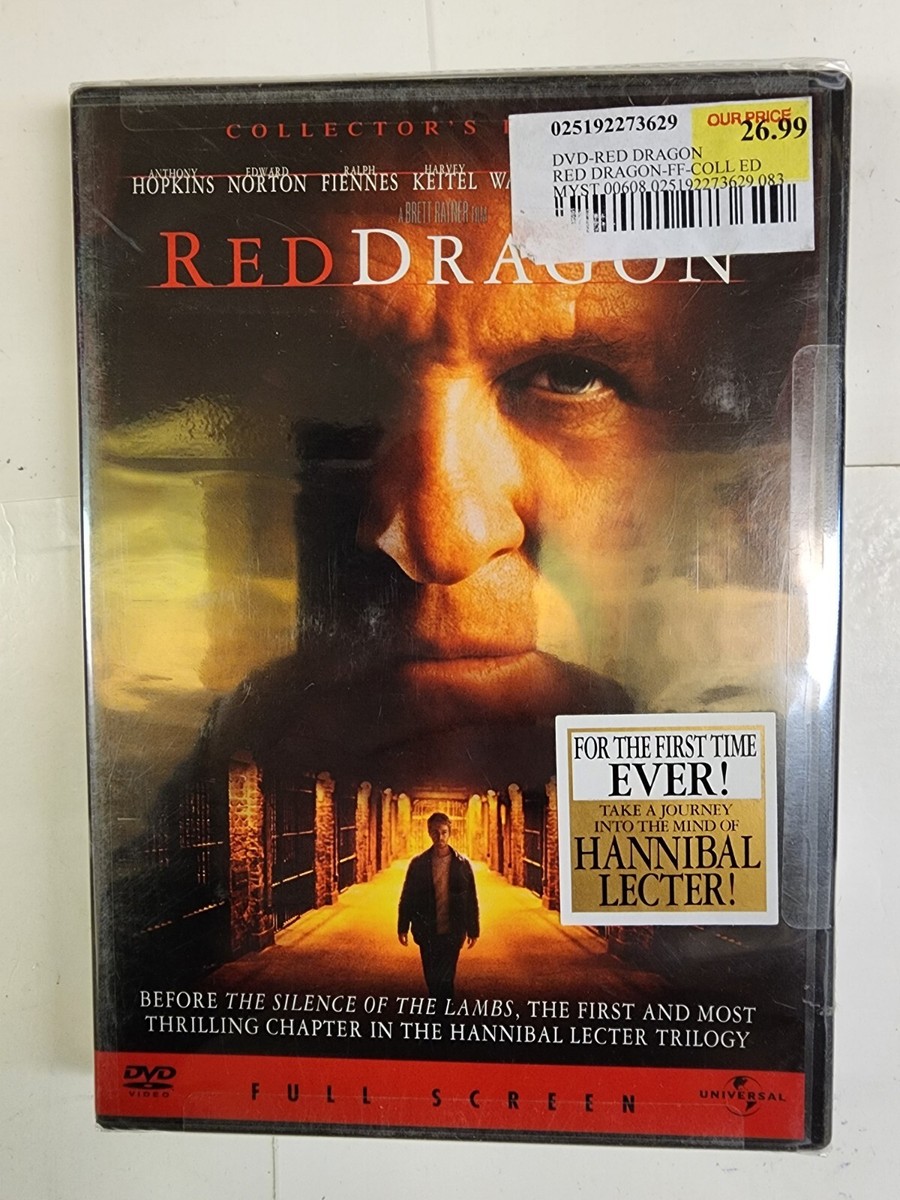 COLLECTOR'S
025192273629
OUR PRICE
26.99
DVD-RED DRAGON
RED DRAGON-FF-COLL ED
MYST 00608 025192273629 083
ANTHONY HOPKINS EDWARD NORTON RALPH FIENNES HARVEY KEITEL
A BRETT RATNER FILM
RED DRAGON
FOR THE FIRST TIME
EVER!
TAKE A JOURNEY
INTO THE MIND OF
HANNIBAL
LECTER!
BEFORE THE SILENCE OF THE LAMBS, THE FIRST AND MOST
THRILLING CHAPTER IN THE HANNIBAL LECTER TRILOGY
DVD
VIDEO
FULL SCREEN
UNIVERSAL